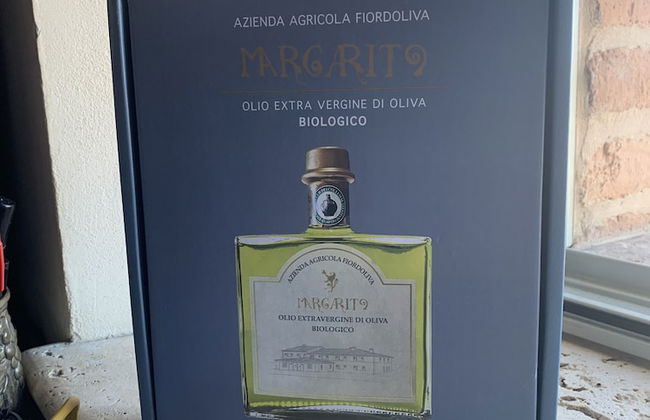 AZIENDA AGRICOLA FIORDOLIVA
MARGARITO
OLIO EXTRA VERGINE DI OLIVA
BIOLOGICO
AZIENDA AGRICOLA FIORDOLIVA
MARGARITO
OLIO EXTRAVERGINE DI OLIVA
BIOLOGICO